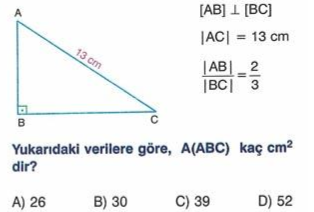 A
[AB] ⊥ [BC]
|AC| = 13 cm
13 cm
|AB| / |BC| = 2 / 3
B
C
Yukarıdaki verilere göre, A(ABC) kaç cm²
dir?
A) 26 B) 30 C) 39 D) 52